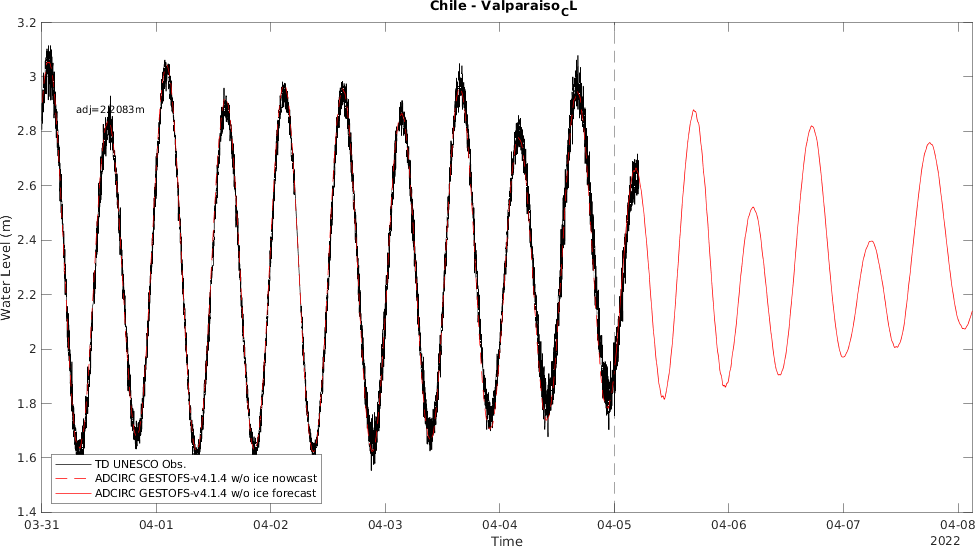 Chile - ValparaisoCL
3.2
3
adj=2.2083m
2.8
2.6
2.4
Water Level (m)
2.2
2
1.8
1.6
TD UNESCO Obs.
ADCIRC GESTOFS-v4.1.4 w/o ice nowcast
ADCIRC GESTOFS-v4.1.4 w/o ice forecast
1.4
03-31 04-01 04-02 04-03 04-04 04-05 04-06 04-07 04-08
Time 2022